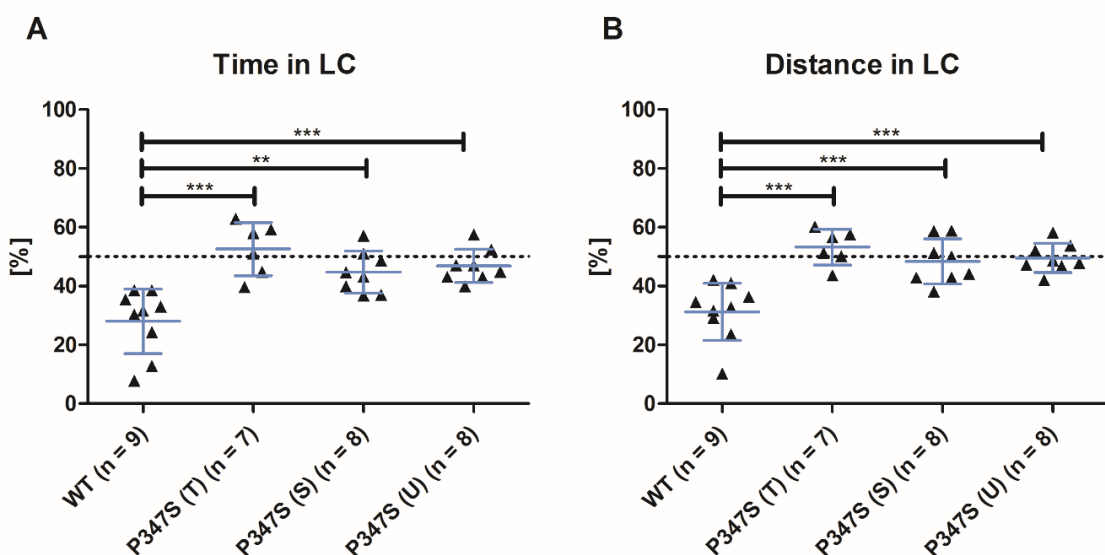 A
Time in LC
[%]
100
80
60
40
20
0
***
**
***
WT (n = 9)
P347S (T) (n = 7)
P347S (S) (n = 8)
P347S (U) (n = 8)
B
Distance in LC
[%]
100
80
60
40
20
0
***
***
***
WT (n = 9)
P347S (T) (n = 7)
P347S (S) (n = 8)
P347S (U) (n = 8)